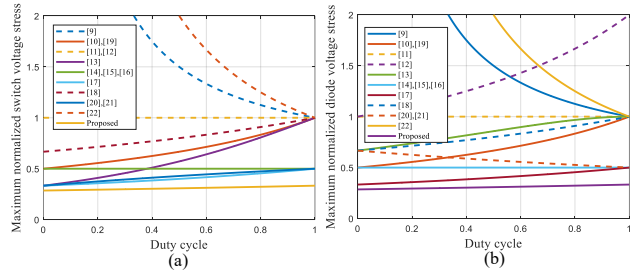 (a)
Maximum normalized switch voltage stress
2
1.5
1
0.5
0
[9]
[10],[19]
[11],[12]
[13]
[14],[15],[16]
[17]
[18]
[20],[21]
[22]
Proposed
0 0.2 0.4 0.6 0.8 1
Duty cycle
(a)
(b)
Maximum normalized diode voltage stress
2
1.5
1
0.5
0
[9]
[10],[19]
[11]
[12]
[13]
[14],[15],[16]
[17]
[18]
[20],[21]
[22]
Proposed
0 0.2 0.4 0.6 0.8 1
Duty cycle
(b)